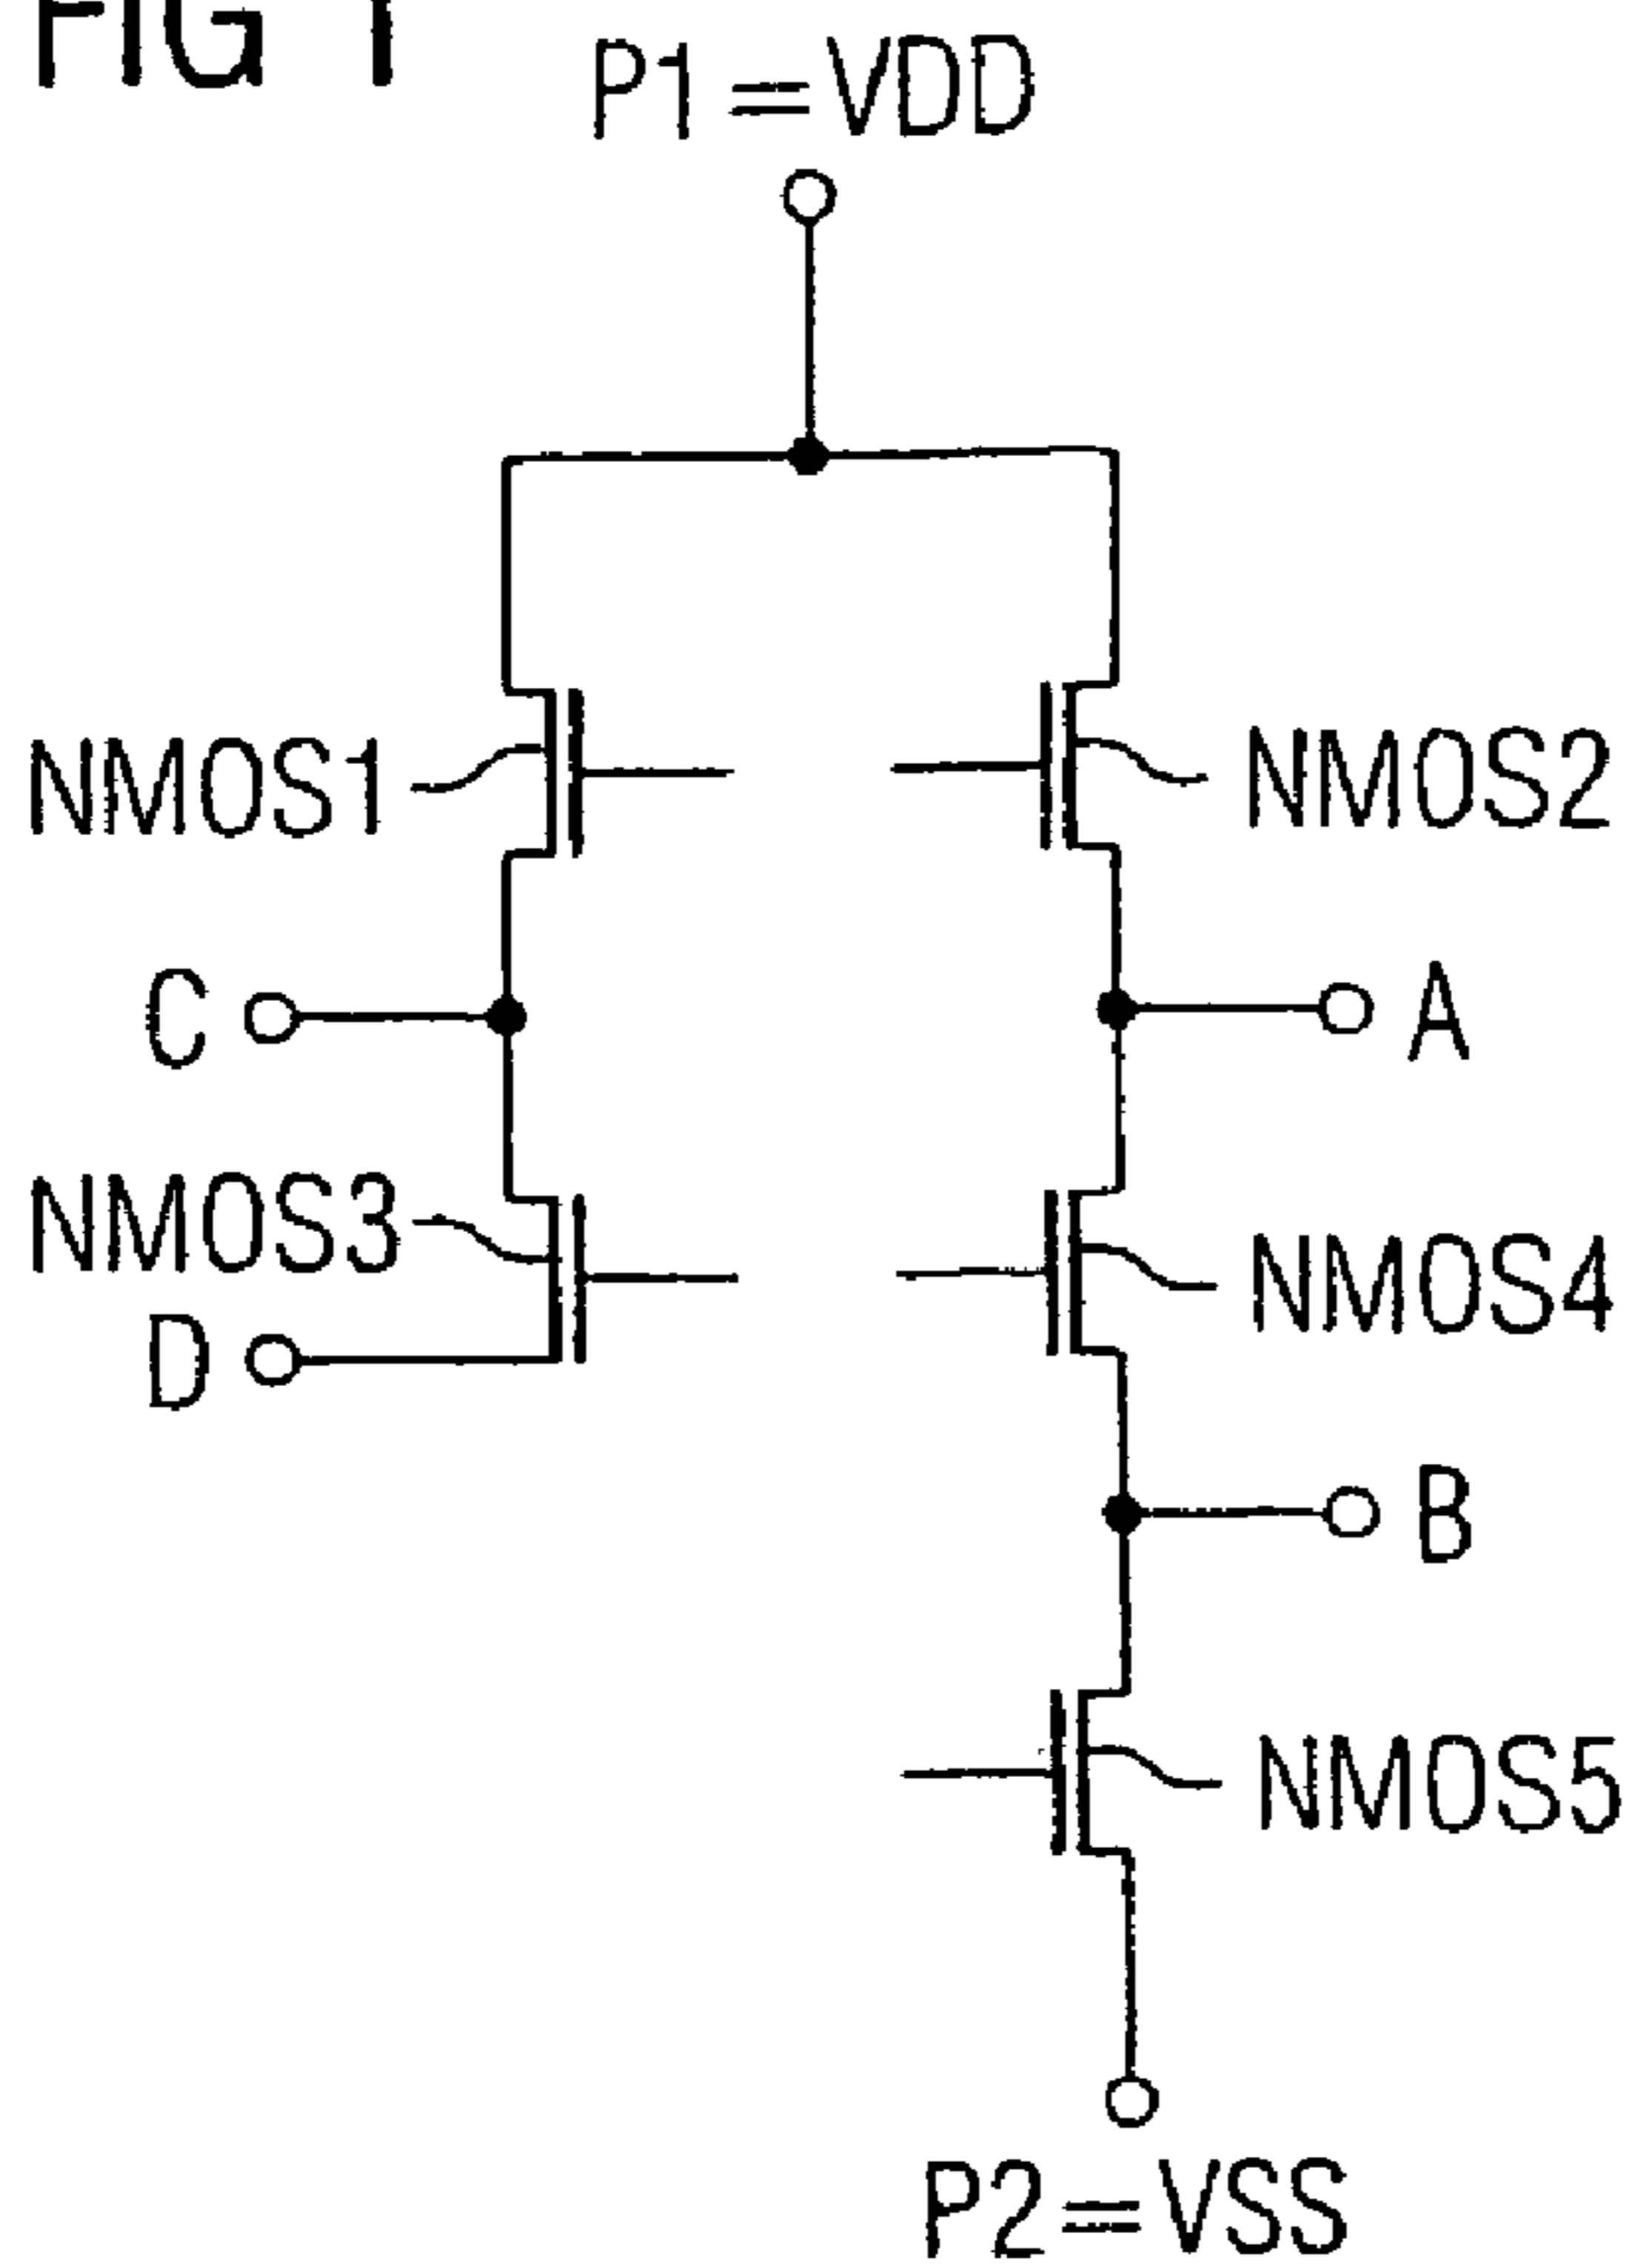 FIG 1
P1=VDD
NMOS1
NMOS2
C
A
NMOS3
NMOS4
D
B
NMOS5
P2=VSS